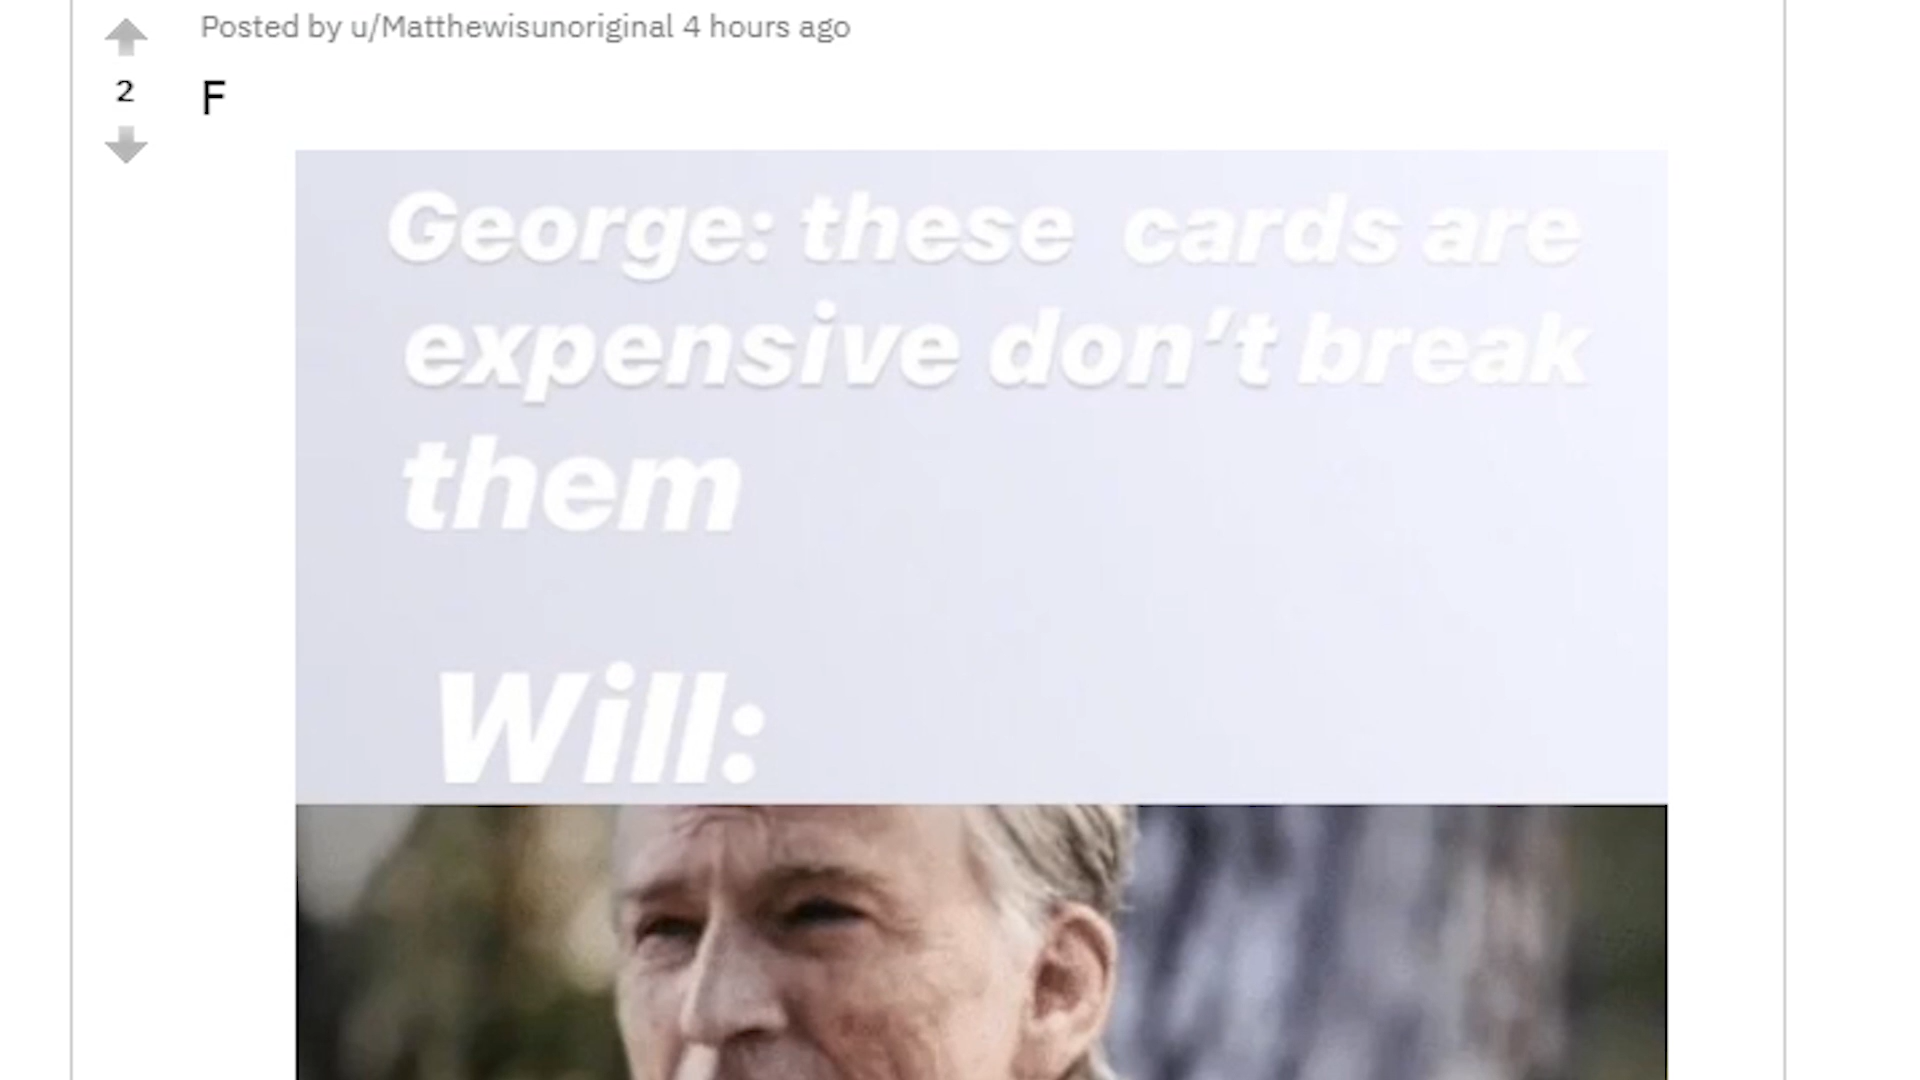 Posted by u/Matthewisunoriginal 4 hours ago
2
F
George: these cards are
expensive don’t break
them
Will: